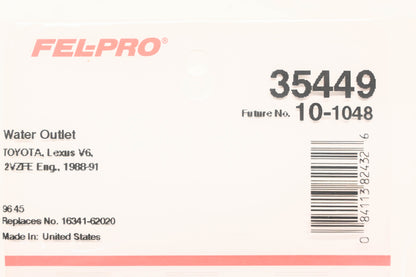 FEL-PRO®
35449
Future No. 10-1048
Water Outlet
TOYOTA, Lexus V6,
2VZFE Eng., 1988-91
9645
Replaces No. 16341-62020
Made In: United States
0 84113 82432 6